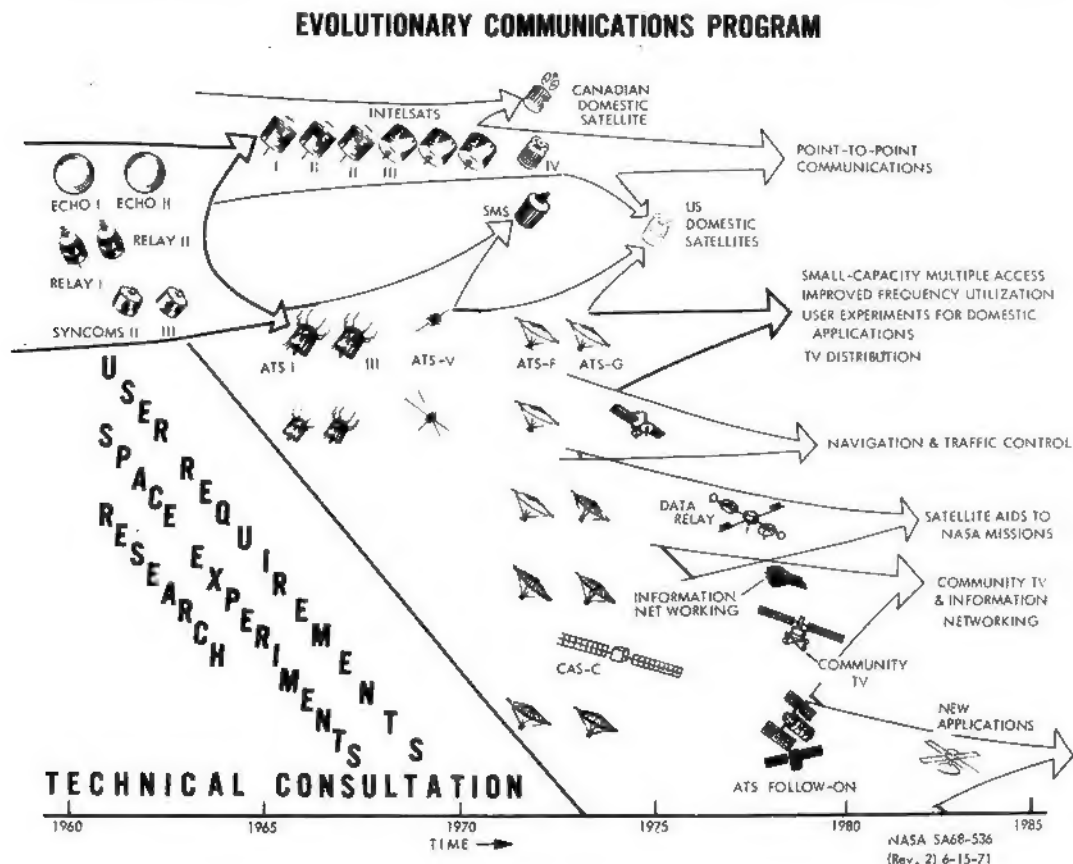 EVOLUTIONARY COMMUNICATIONS PROGRAM
CANADIAN
DOMESTIC
SATELLITE
INTELSATS
I
II
II
III
IV
POINT-TO-POINT
COMMUNICATIONS
ECHO I
ECHO II
RELAY II
RELAY I
SYNCOMS II
III
SMS
US
DOMESTIC
SATELLITES
SMALL-CAPACITY MULTIPLE ACCESS
IMPROVED FREQUENCY UTILIZATION
USER EXPERIMENTS FOR DOMESTIC
APPLICATIONS
TV DISTRIBUTION
ATS I
III
ATS-V
ATS-F
ATS-G
NAVIGATION & TRAFFIC CONTROL
DATA
RELAY
SATELLITE AIDS TO
NASA MISSIONS
INFORMATION
NET WORKING
COMMUNITY TV
& INFORMATION
NETWORKING
CAS-C
COMMUNITY
TV
NEW
APPLICATIONS
ATS FOLLOW-ON
USER REQUIREMENTS
SPACE EXPERIMENTS
RESEARCH
TECHNICAL CONSULTATION
1960
1965
1970
1975
1980
1985
TIME
NASA SA68-536
(Rev. 2) 6-15-71